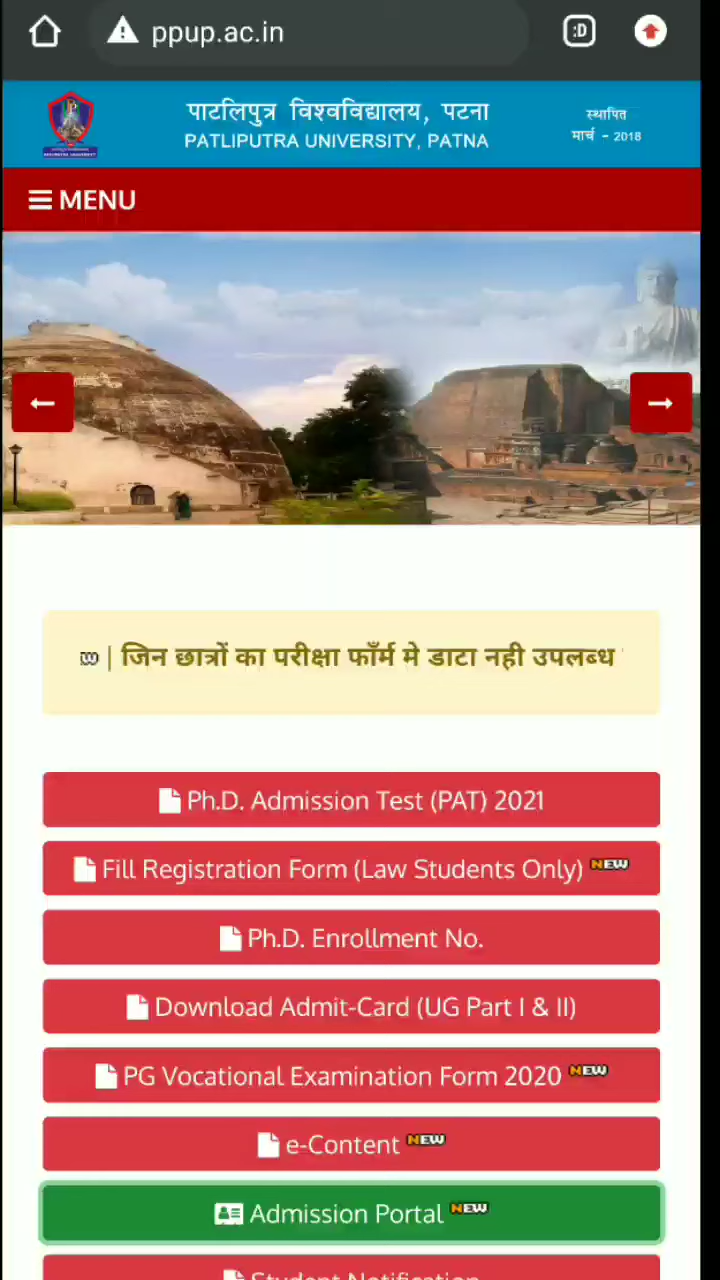 ppup.ac.in
:D
पाटलिपुत्र विश्वविद्यालय, पटना
PATLIPUTRA UNIVERSITY, PATNA
स्थापित
मार्च - 2018
MENU
| जिन छात्रों का परीक्षा फाँर्म मे डाटा नही उपलब्ध
Ph.D. Admission Test (PAT) 2021
Fill Registration Form (Law Students Only) NEW
Ph.D. Enrollment No.
Download Admit-Card (UG Part I & II)
PG Vocational Examination Form 2020 NEW
e-Content NEW
Admission Portal NEW
Student Notification